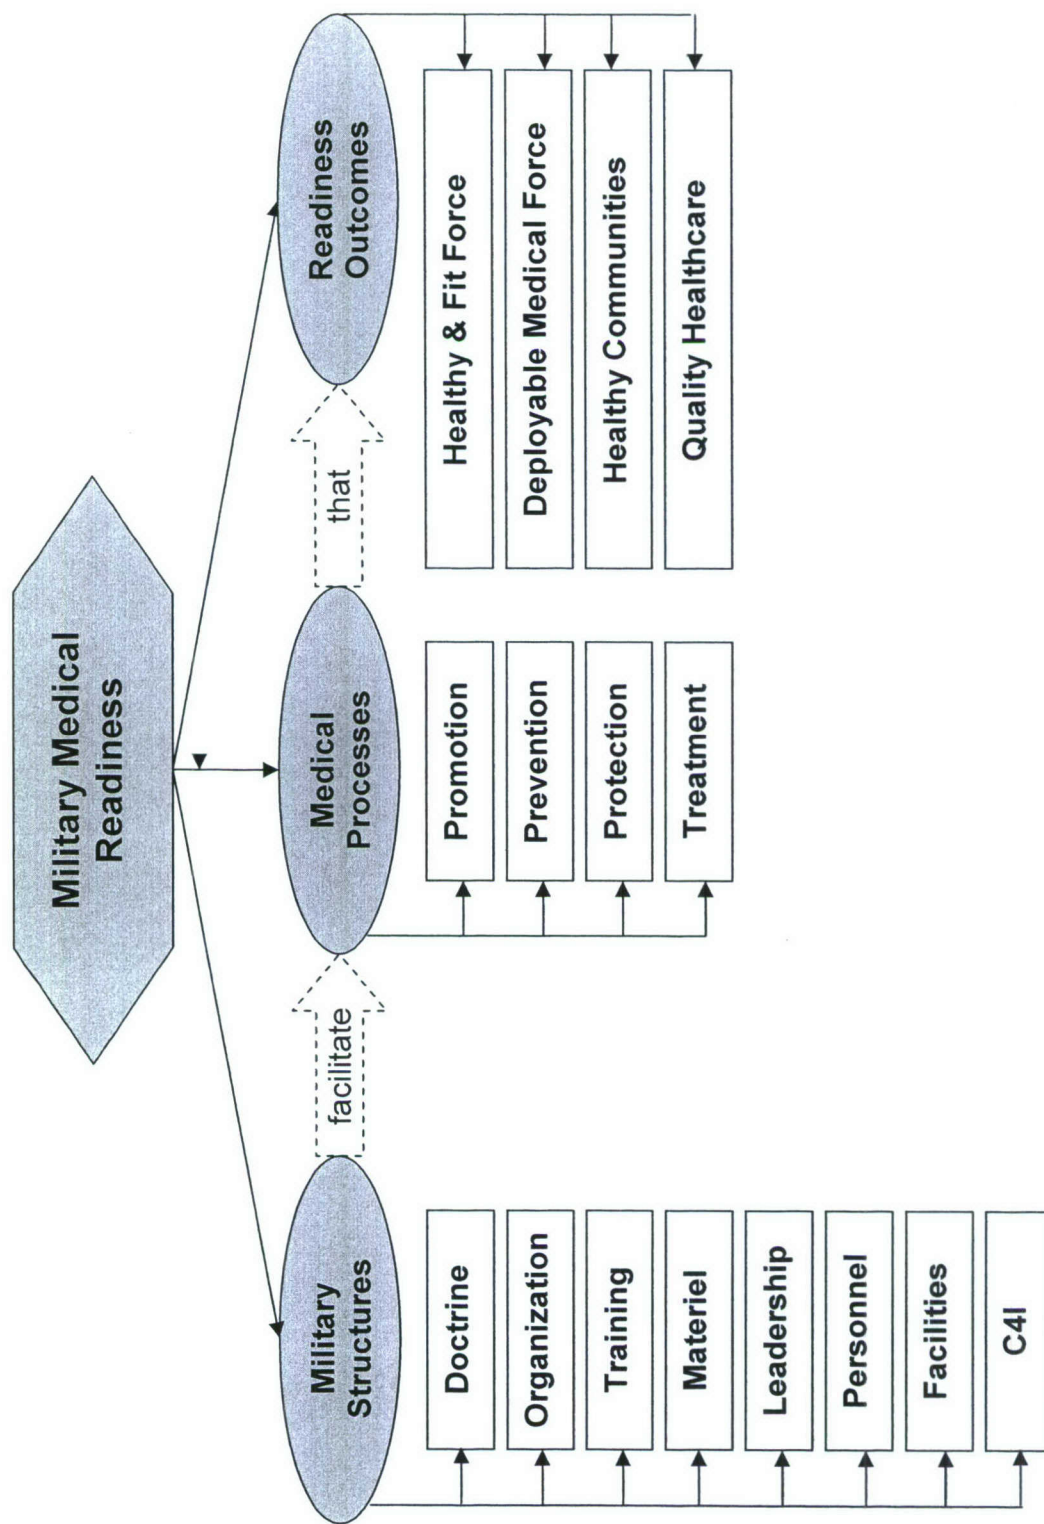 Military Medical
Readiness
Military
Structures
facilitate
Medical
Processes
that
Readiness
Outcomes
Doctrine
Organization
Training
Materiel
Leadership
Personnel
Facilities
C4I
Promotion
Prevention
Protection
Treatment
Healthy & Fit Force
Deployable Medical Force
Healthy Communities
Quality Healthcare